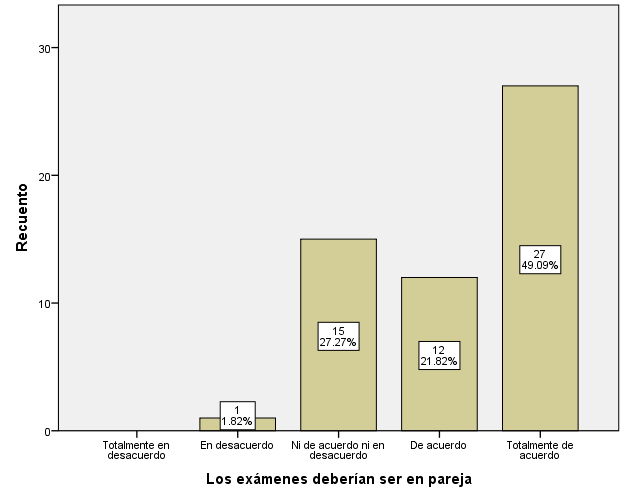 30
20
10
0
Recuento
1
1.82%
15
27.27%
12
21.82%
27
49.09%
Totalmente en
desacuerdo
En desacuerdo
Ni de acuerdo ni en
desacuerdo
De acuerdo
Totalmente de
acuerdo
Los exámenes deberían ser en pareja